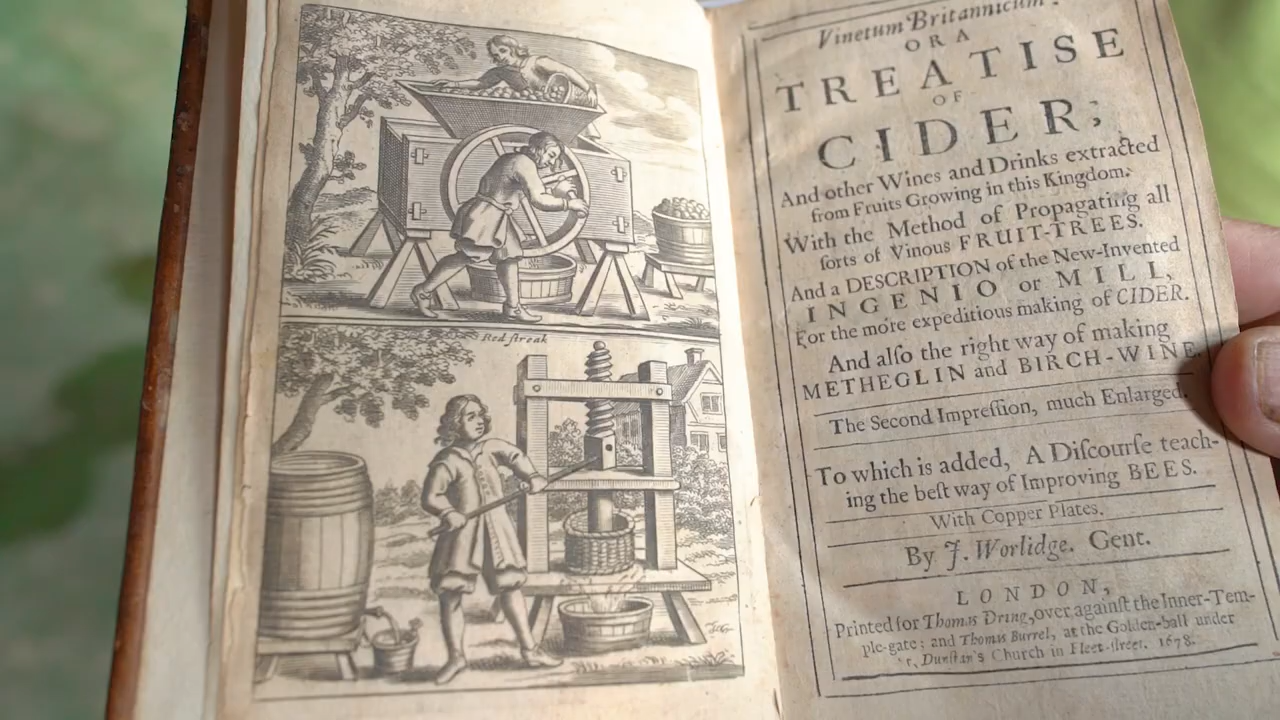 Red-ſtreak
Vinetum Britannicum:
OR A
TREATISE
OF
CIDER;
And other Wines and Drinks extracted
from Fruits Growing in this Kingdom.
With the Method of Propagating all
ſorts of Vinous FRUIT-TREES.
And a DESCRIPTION of the New-Invented
INGENIO or MILL,
For the more expeditious making of CIDER.
And alſo the right way of making
METHEGLIN and BIRCH-WINE.
The Second Impreſſion, much Enlarged.
To which is added, A Diſcourſe teach-
ing the beſt way of Improving BEES.
With Copper Plates.
By J. Worlidge. Gent.
LONDON,
Printed for Thomas Dring, over againſt the Inner-Tem-
ple-gate; and Thomas Burrel, at the Golden-ball under
Dunſtan's Church in Fleet-ſtreet. 1678.